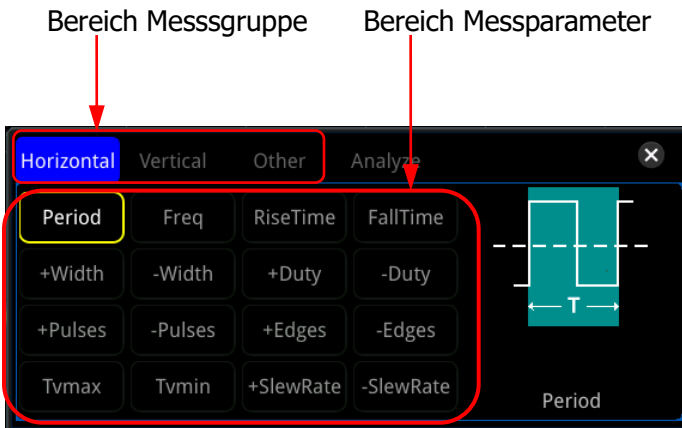 Bereich Messsgruppe Bereich Messparameter
Horizontal Vertical Other Analyze
Period Freq RiseTime FallTime
+Width -Width +Duty -Duty
T
+Pulses -Pulses +Edges -Edges
Tvmax Tvmin +SlewRate -SlewRate
Period